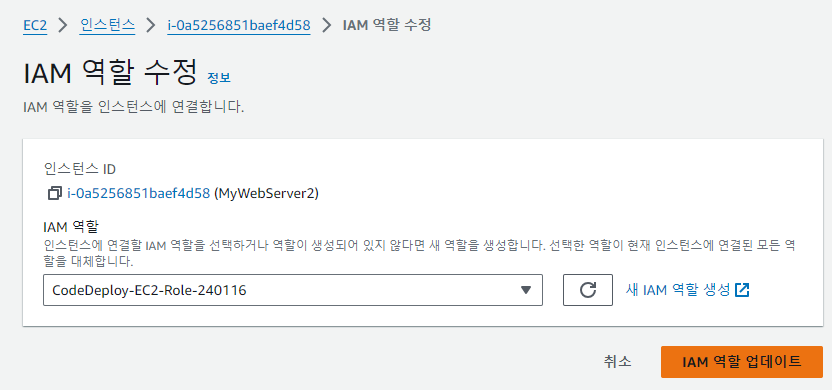 EC2 > 인스턴스 > i-0a5256851baef4d58 > IAM 역할 수정
IAM 역할 수정 정보
IAM 역할을 인스턴스에 연결합니다.
인스턴스 ID
i-0a5256851baef4d58 (MyWebServer2)
IAM 역할
인스턴스에 연결할 IAM 역할을 선택하거나 역할이 생성되어 있지 않다면 새 역할을 생성합니다. 선택한 역할이 현재 인스턴스에 연결된 모든 역
할을 대체합니다.
CodeDeploy-EC2-Role-240116 새 IAM 역할 생성
취소 IAM 역할 업데이트